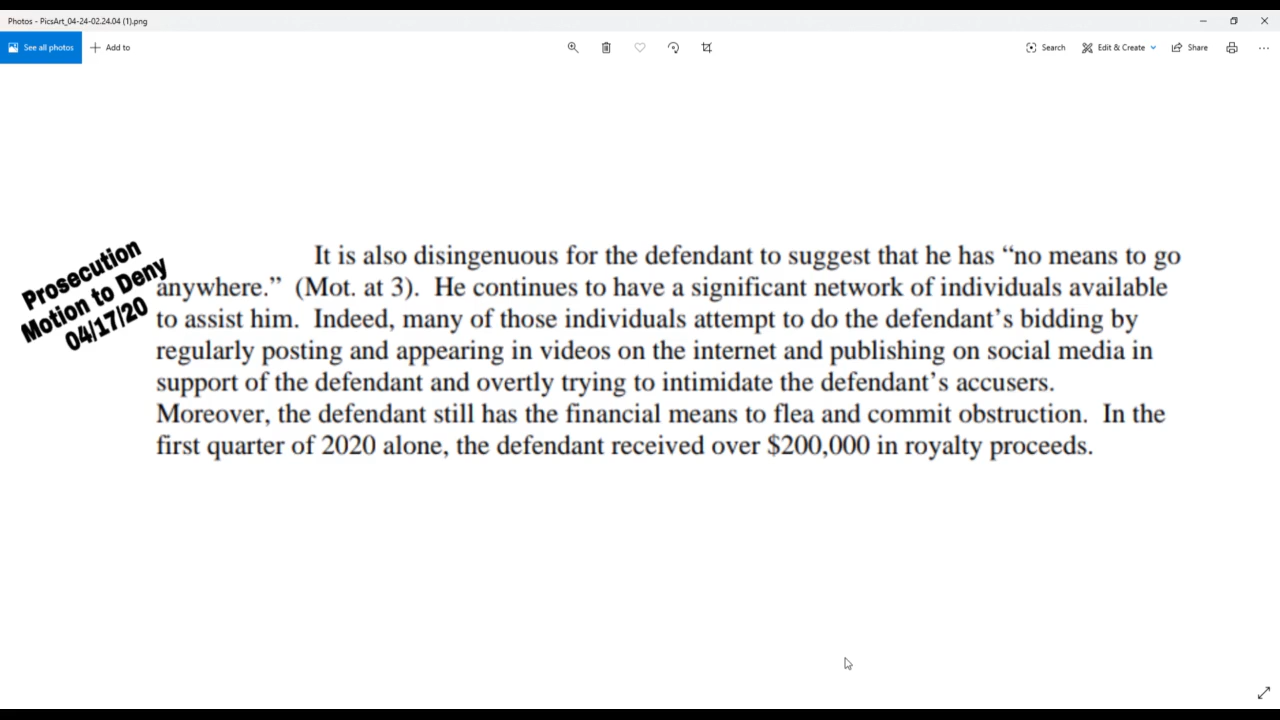 Photos - PicsArt_04-24-02.24.04 (1).png
See all photos
Add to
Search
Edit & Create
Share
Prosecution
Motion to Deny
04/17/20
It is also disingenuous for the defendant to suggest that he has “no means to go
anywhere.” (Mot. at 3). He continues to have a significant network of individuals available
to assist him. Indeed, many of those individuals attempt to do the defendant’s bidding by
regularly posting and appearing in videos on the internet and publishing on social media in
support of the defendant and overtly trying to intimidate the defendant’s accusers.
Moreover, the defendant still has the financial means to flea and commit obstruction. In the
first quarter of 2020 alone, the defendant received over $200,000 in royalty proceeds.